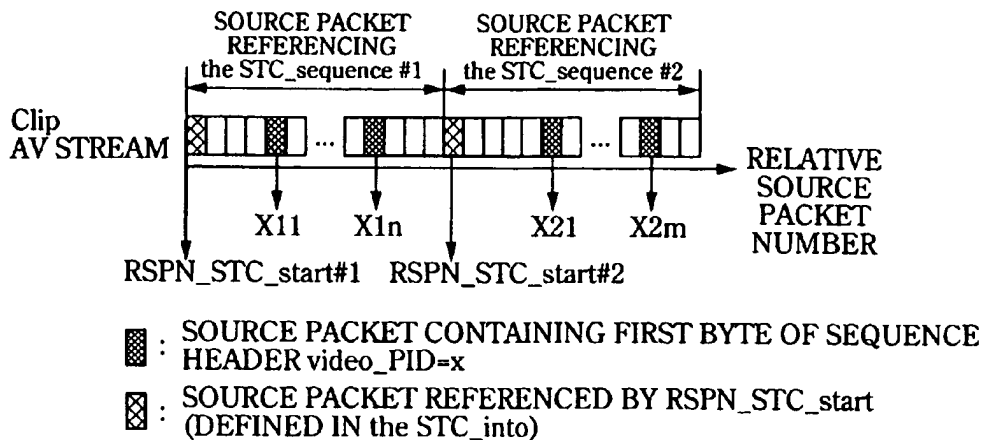 SOURCE PACKET
REFERENCING
the STC_sequence #1
SOURCE PACKET
REFERENCING
the STC_sequence #2
Clip
AV STREAM
...
...
RELATIVE
SOURCE
PACKET
NUMBER
X11
X1n
X21
X2m
RSPN_STC_start#1
RSPN_STC_start#2
: SOURCE PACKET CONTAINING FIRST BYTE OF SEQUENCE
HEADER video_PID=x
: SOURCE PACKET REFERENCED BY RSPN_STC_start
(DEFINED IN the STC_into)